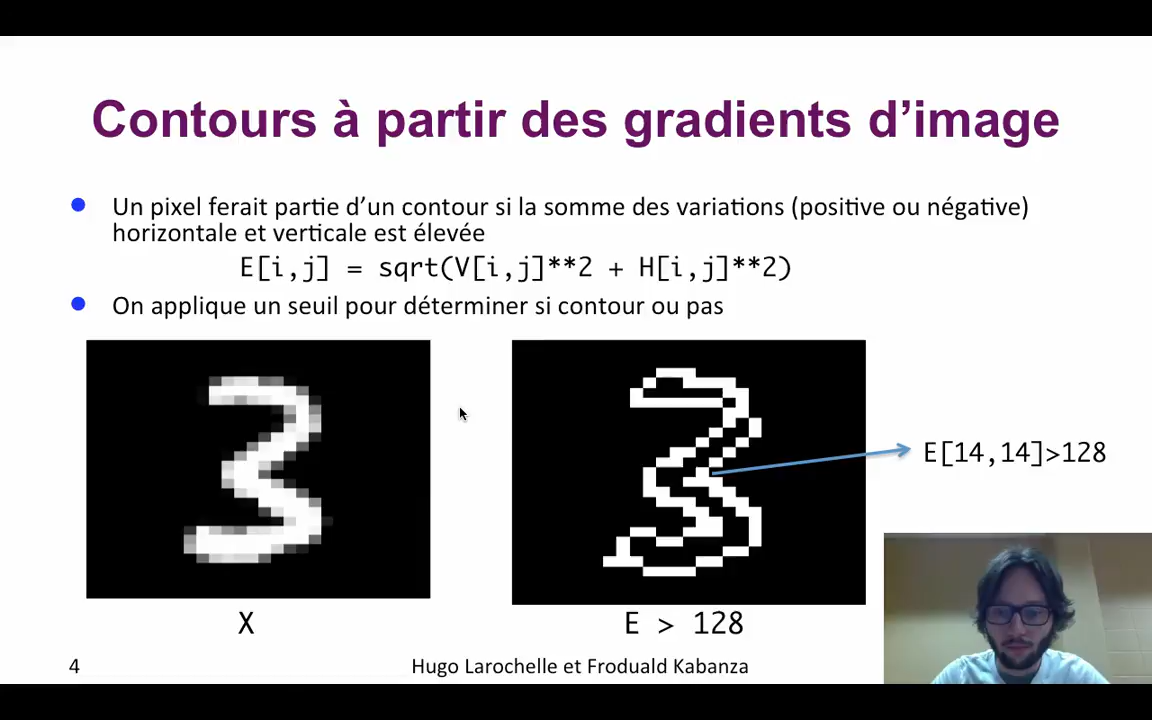 Contours à partir des gradients d’image
Un pixel ferait partie d’un contour si la somme des variations (positive ou négative)
horizontale et verticale est élevée
E[i,j] = sqrt(V[i,j]**2 + H[i,j]**2)
On applique un seuil pour déterminer si contour ou pas
E[14,14]>128
X
E > 128
4
Hugo Larochelle et Froduald Kabanza